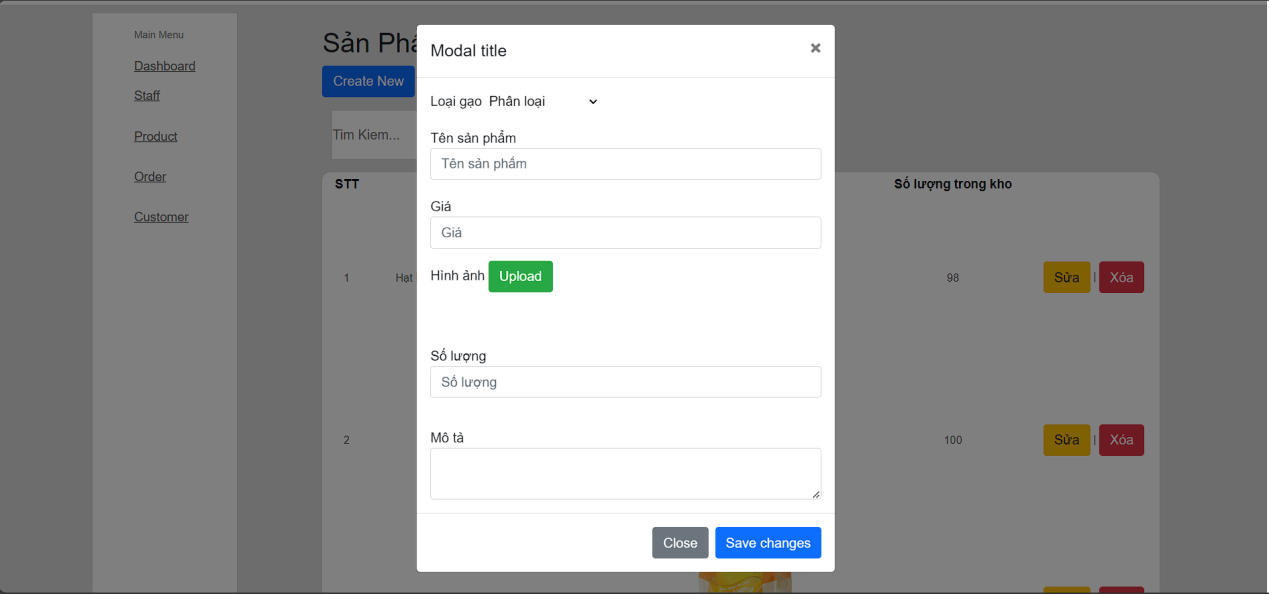 Main Menu
Dashboard
Staff
Product
Order
Customer
Sản Phẩ
Create New
Tim Kiem...
STT
Số lượng trong kho
1
Hạt
98
Sửa | Xóa
2
100
Sửa | Xóa
Modal title
×
Loại gạo Phân loại
Tên sản phẩm
Tên sản phẩm
Giá
Giá
Hình ảnh Upload
Số lượng
Số lượng
Mô tả
Close Save changes